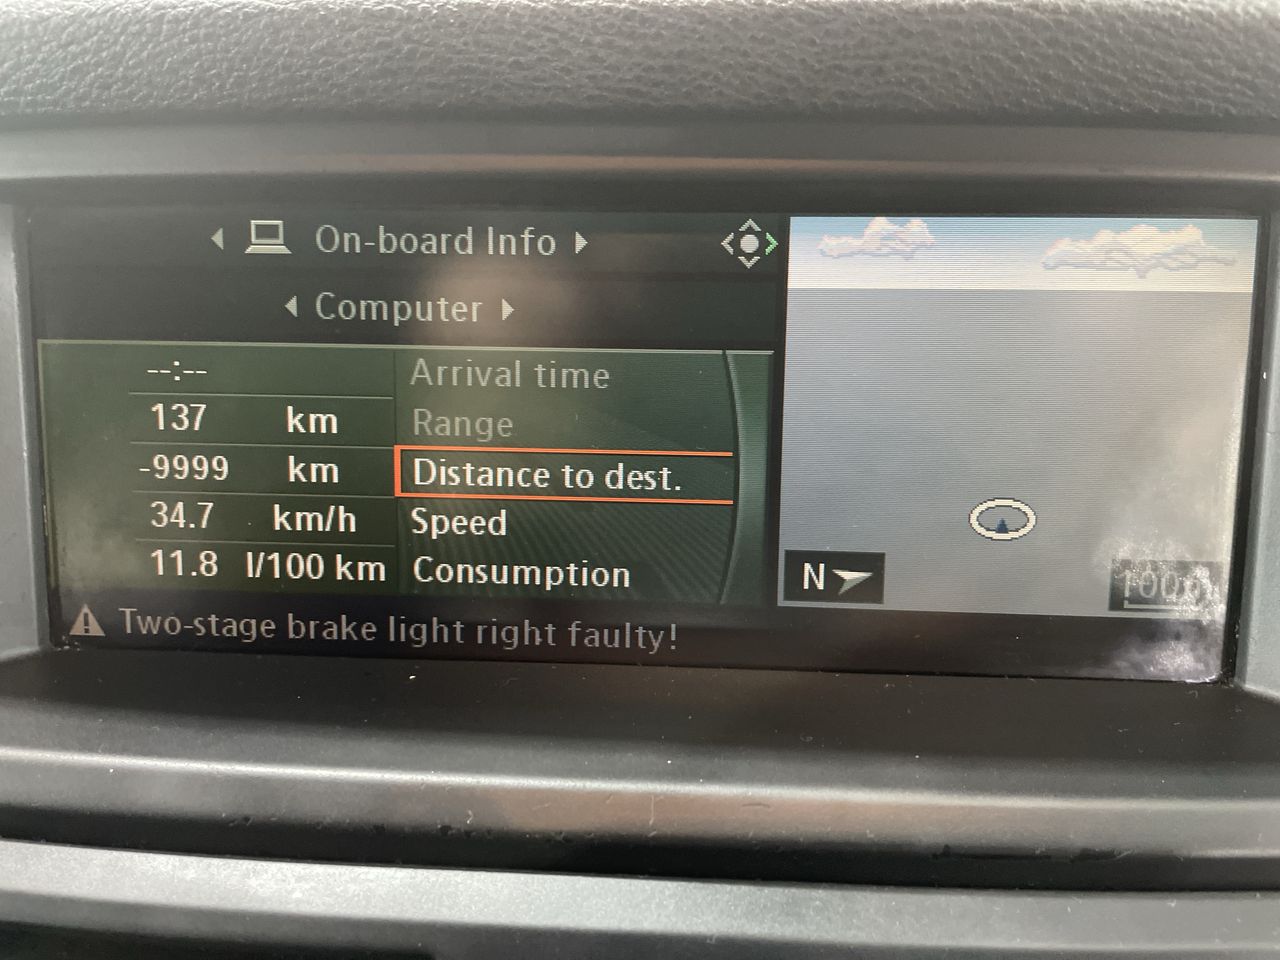 On-board Info
Computer
--:-- Arrival time
137 km Range
-9999 km Distance to dest.
34.7 km/h Speed
11.8 l/100 km Consumption
Two-stage brake light right faulty!
N